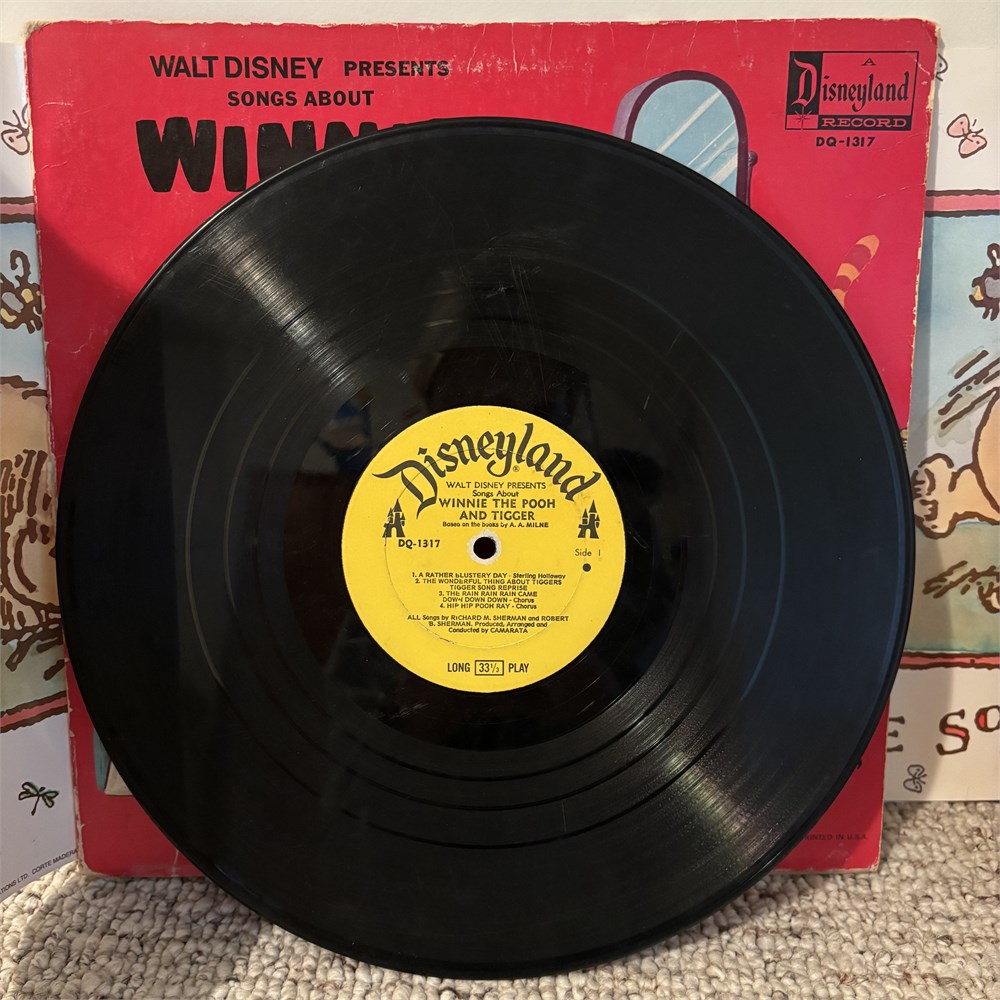 WALT DISNEY PRESENTS
SONGS ABOUT
A
Disneyland
RECORD
DQ-1317
Disneyland
®
WALT DISNEY PRESENTS
Songs About
WINNIE THE POOH
AND TIGGER
Based on the books by A. A. MILNE
DQ-1317
Side 1
1. A RATHER BLUSTERY DAY - Sterling Holloway
2. THE WONDERFUL THING ABOUT TIGGERS
TIGGER SONG REPRISE
3. THE RAIN RAIN RAIN CAME
DOWN DOWN DOWN - Chorus
4. HIP HIP POOH RAY - Chorus
ALL Songs by RICHARD M. SHERMAN and ROBERT
B. SHERMAN. Produced, Arranged and
Conducted by CAMARATA
LONG 33⅓ PLAY
IN U.S.A.
LTD. CORTE MADERA